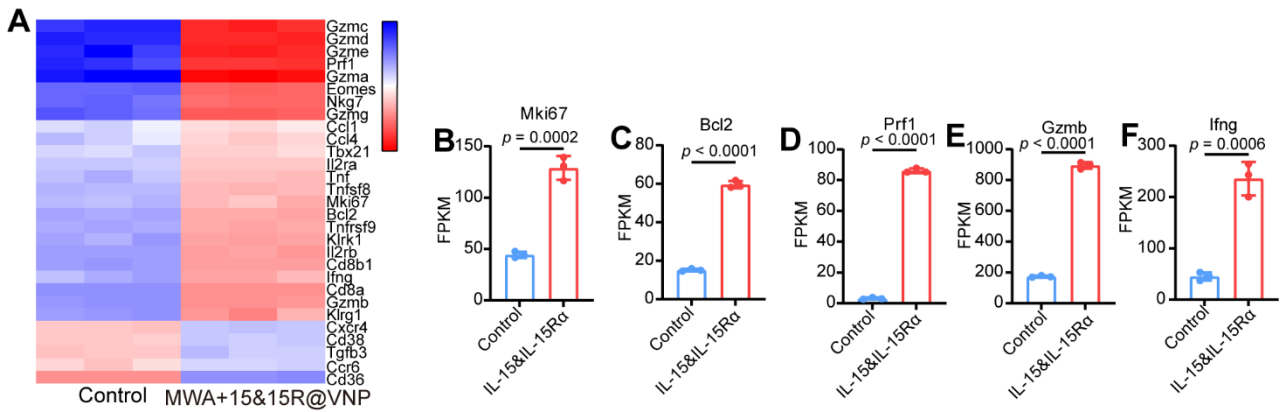 A
Gzmc
Gzmd
Gzme
Prf1
Gzma
Eomes
Nkg7
Gzmg
Ccl1
Ccl4
Tbx21
Il2ra
Tnf
Tnfsf8
Mki67
Bcl2
Tnfrsf9
Klrk1
Il2rb
Cd8b1
Ifng
Cd8a
Gzmb
Klrg1
Cxcr4
Cd38
Tgfb3
Ccr6
Cd36
Control MWA+15&15R@VNP
B
Mki67
p = 0.0002
FPKM
150
100
50
0
Control
IL-15&IL-15Rα
C
Bcl2
p < 0.0001
FPKM
80
60
40
20
0
Control
IL-15&IL-15Rα
D
Prf1
p < 0.0001
FPKM
100
80
60
40
20
0
Control
IL-15&IL-15Rα
E
Gzmb
p < 0.0001
FPKM
1000
800
600
400
200
0
Control
IL-15&IL-15Rα
F
Ifng
p = 0.0006
FPKM
300
200
100
0
Control
IL-15&IL-15Rα